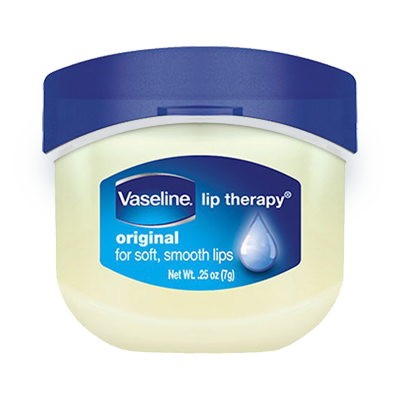 Vaseline. lip therapy®
original
for soft, smooth lips
Net Wt. .25 oz (7g)